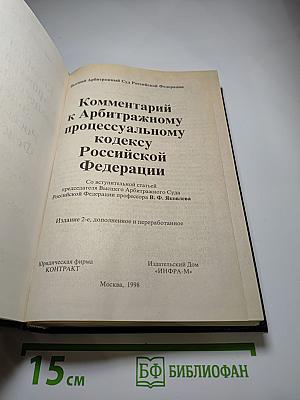 Высший Арбитражный Суд Российской Федерации
Комментарий
к Арбитражному
процессуальному
кодексу
Российской
Федерации
Со вступительной статьей
председателя Высшего Арбитражного Суда
Российской Федерации профессора В. Ф. Яковлева
Издание 2-е, дополненное и переработанное
Юридическая фирма
КОНТРАКТ
Издательский Дом
«ИНФРА-М»
Москва, 1998
15 см
БФ БИБЛИОФАН